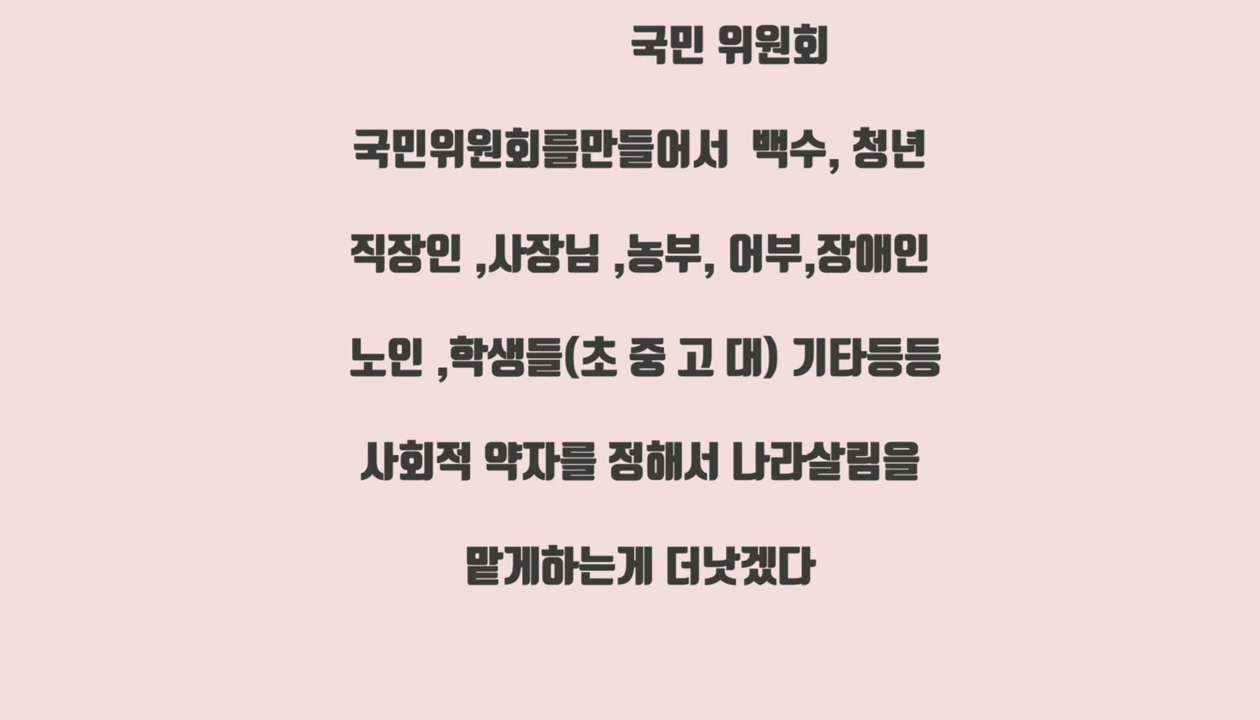 국민 위원회
국민위원회를만들어서 백수, 청년
직장인 ,사장님 ,농부, 어부,장애인
노인 ,학생들(초 중 고 대) 기타등등
사회적 약자를 정해서 나라살림을
맡게하는게 더낫겠다